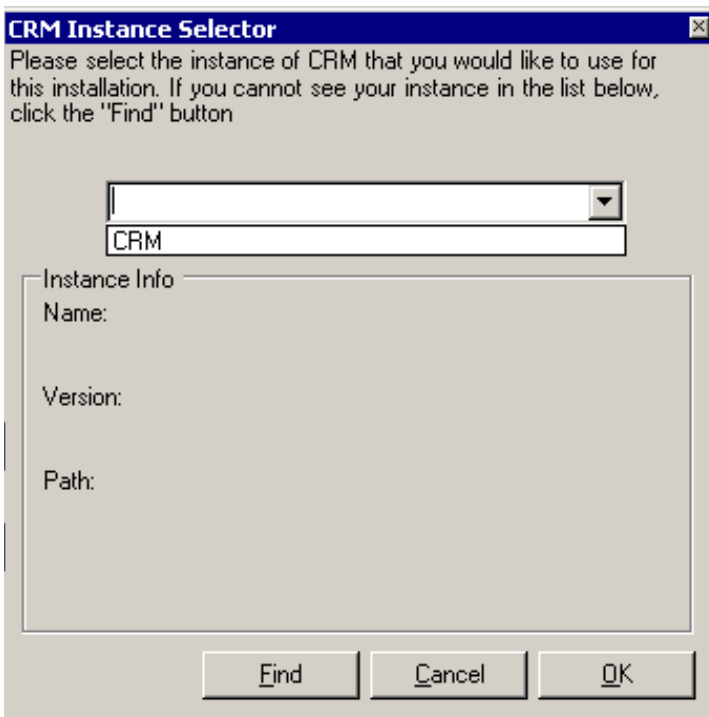 CRM Instance Selector
Please select the instance of CRM that you would like to use for
this installation. If you cannot see your instance in the list below,
click the "Find" button
CRM
Instance Info
Name:
Version:
Path:
Find
Cancel
OK